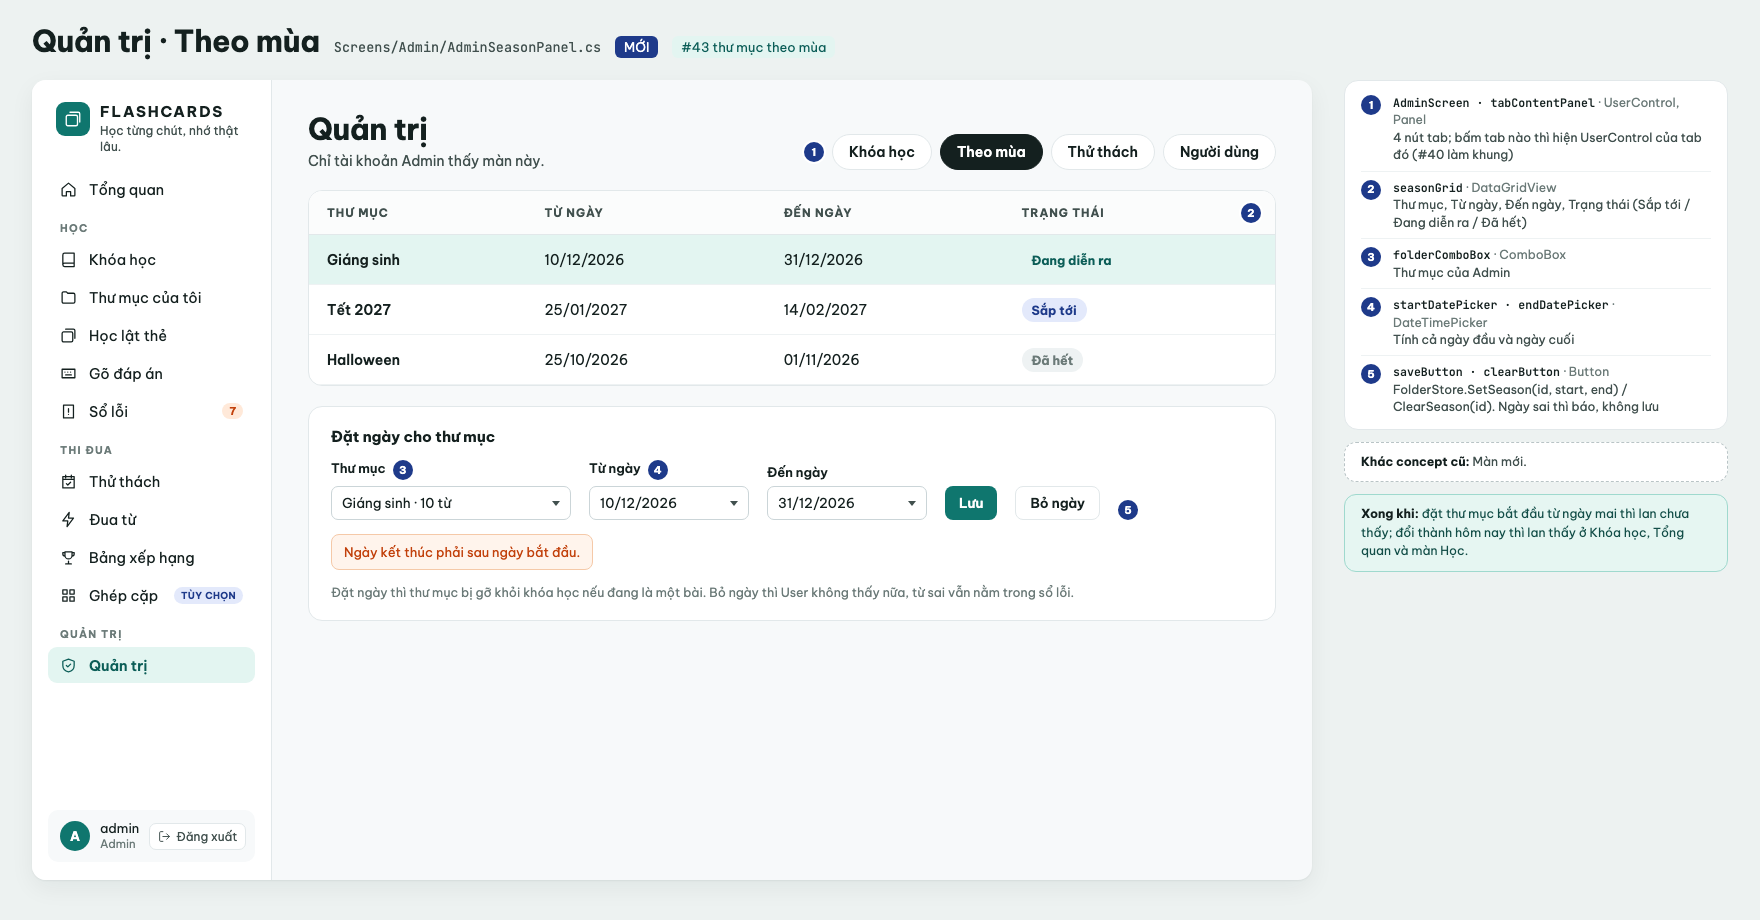 Quản trị · Theo mùa Screens/Admin/AdminSeasonPanel.cs MỚI #43 thư mục theo mùa
FLASHCARDS
Học từng chút, nhớ thật
lâu.
Tổng quan
HỌC
Khóa học
Thư mục của tôi
Học lật thẻ
Gõ đáp án
Sổ lỗi 7
THI ĐUA
Thử thách
Đua từ
Bảng xếp hạng
Ghép cặp TÙY CHỌN
QUẢN TRỊ
Quản trị
A admin
Admin
Đăng xuất
Quản trị
Chỉ tài khoản Admin thấy màn này.
1 Khóa học Theo mùa Thử thách Người dùng
THƯ MỤC TỪ NGÀY ĐẾN NGÀY TRẠNG THÁI 2
Giáng sinh 10/12/2026 31/12/2026 Đang diễn ra
Tết 2027 25/01/2027 14/02/2027 Sắp tới
Halloween 25/10/2026 01/11/2026 Đã hết
Đặt ngày cho thư mục
Thư mục 3 Từ ngày 4 Đến ngày
Giáng sinh · 10 từ 10/12/2026 31/12/2026 Lưu Bỏ ngày 5
Ngày kết thúc phải sau ngày bắt đầu.
Đặt ngày thì thư mục bị gỡ khỏi khóa học nếu đang là một bài. Bỏ ngày thì User không thấy nữa, từ sai vẫn nằm trong sổ lỗi.
1 AdminScreen · tabContentPanel · UserControl,
Panel
4 nút tab; bấm tab nào thì hiện UserControl của tab
đó (#40 làm khung)
2 seasonGrid · DataGridView
Thư mục, Từ ngày, Đến ngày, Trạng thái (Sắp tới /
Đang diễn ra / Đã hết)
3 folderComboBox · ComboBox
Thư mục của Admin
4 startDatePicker · endDatePicker ·
DateTimePicker
Tính cả ngày đầu và ngày cuối
5 saveButton · clearButton · Button
FolderStore.SetSeason(id, start, end) /
ClearSeason(id). Ngày sai thì báo, không lưu
Khác concept cũ: Màn mới.
Xong khi: đặt thư mục bắt đầu từ ngày mai thì lan chưa
thấy; đổi thành hôm nay thì lan thấy ở Khóa học, Tổng
quan và màn Học.